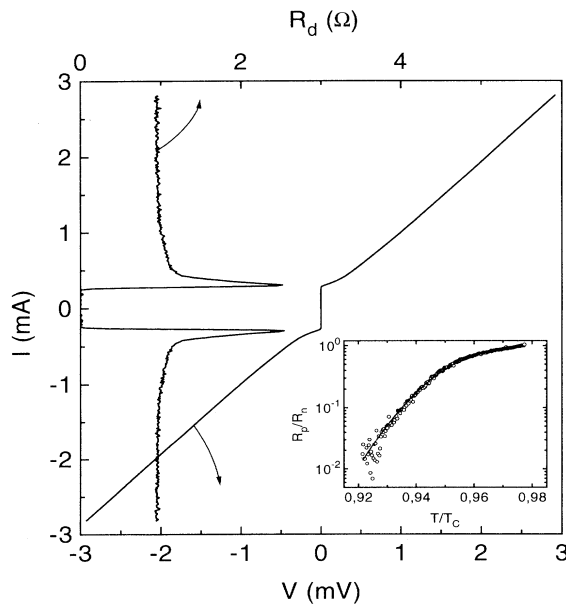 R_d (Ω)
0 2 4 6
3
2
1
0
-1
-2
-3
I (mA)
-3 -2 -1 0 1 2 3
V (mV)
10^0
10^-1
10^-2
R_p/R_n
0,92 0,94 0,96 0,98
T/T_C